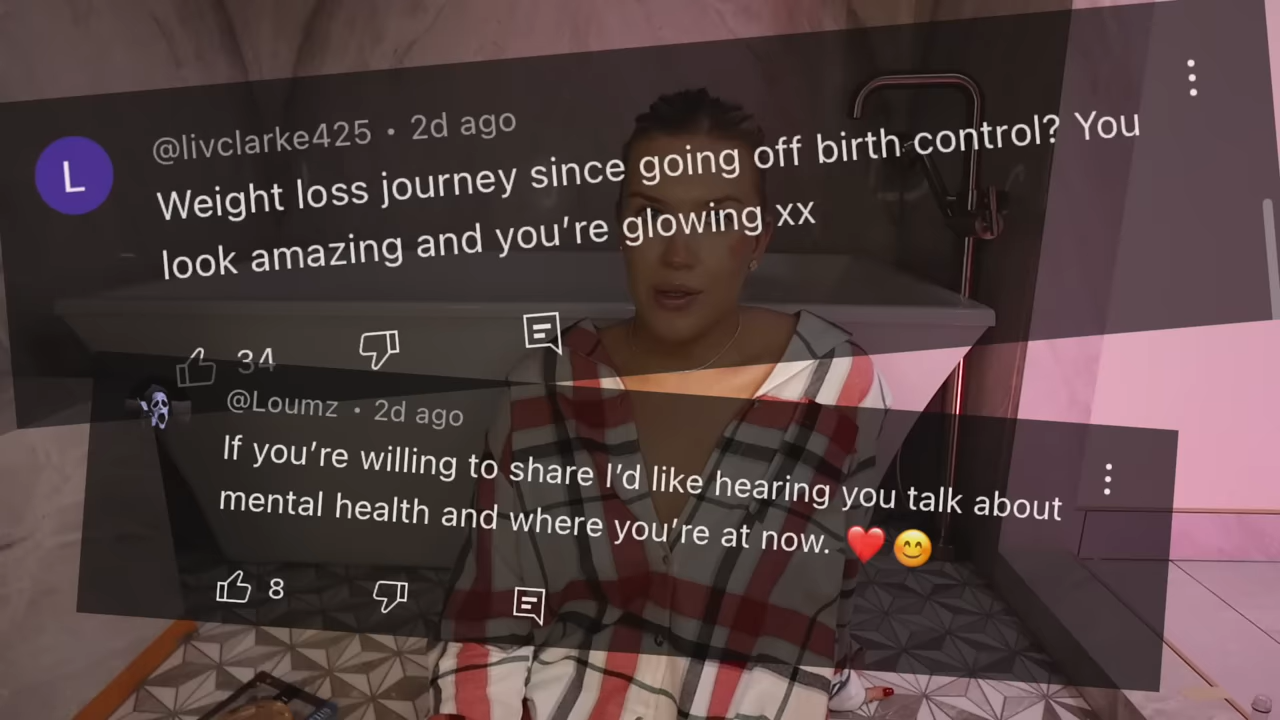 L
@livclarke425 • 2d ago
Weight loss journey since going off birth control? You
look amazing and you’re glowing xx
34
@Loumz • 2d ago
If you’re willing to share I’d like hearing you talk about
mental health and where you’re at now. ❤️😊
8